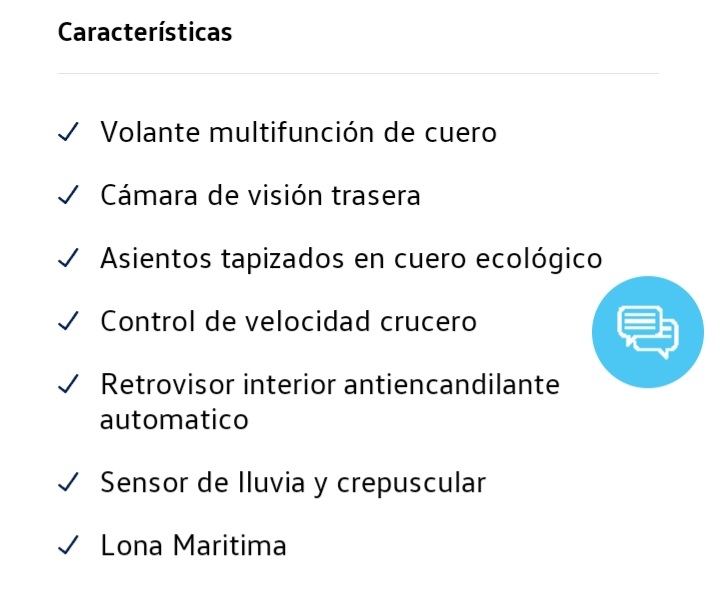 Características
Volante multifunción de cuero
Cámara de visión trasera
Asientos tapizados en cuero ecológico
Control de velocidad crucero
Retrovisor interior antiencandilante
automatico
Sensor de lluvia y crepuscular
Lona Maritima